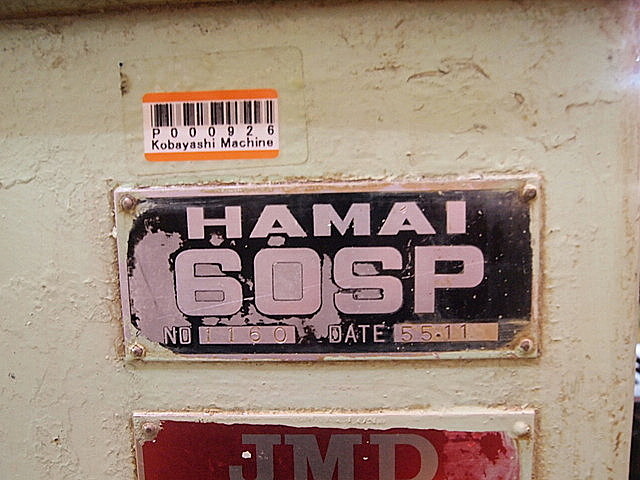 P000926
Kobayashi Machine
HAMAI
60SP
NO 1160 DATE 55·11
JMD